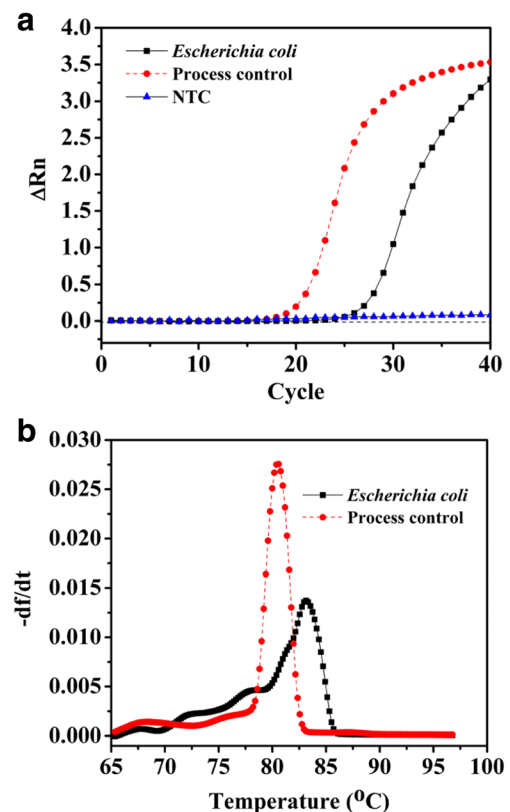 a
4.0
3.5
3.0
2.5
2.0
1.5
1.0
0.5
0.0
ΔRn
Escherichia coli
Process control
NTC
0 10 20 30 40
Cycle
b
0.030
0.025
0.020
0.015
0.010
0.005
0.000
-df/dt
Escherichia coli
Process control
65 70 75 80 85 90 95 100
Temperature (⁰C)